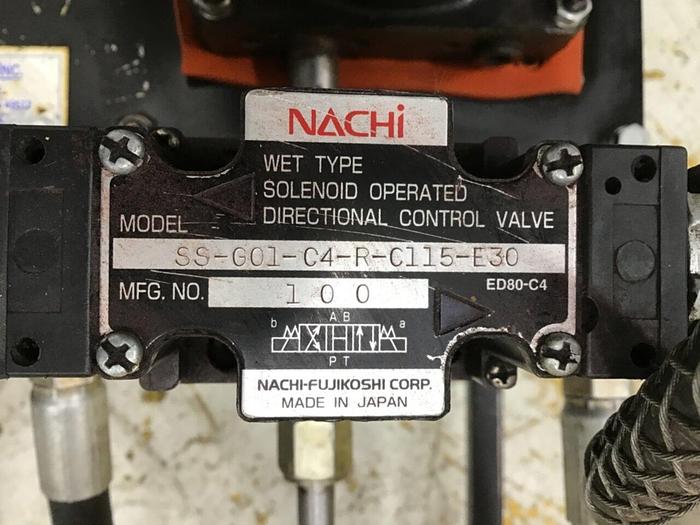 INC.
NACHi
WET TYPE
SOLENOID OPERATED
DIRECTIONAL CONTROL VALVE
MODEL
SS-G01-C4-R-C115-E30
MFG. NO. 100
ED80-C4
A B
b a
P T
NACHI-FUJIKOSHI CORP.
MADE IN JAPAN